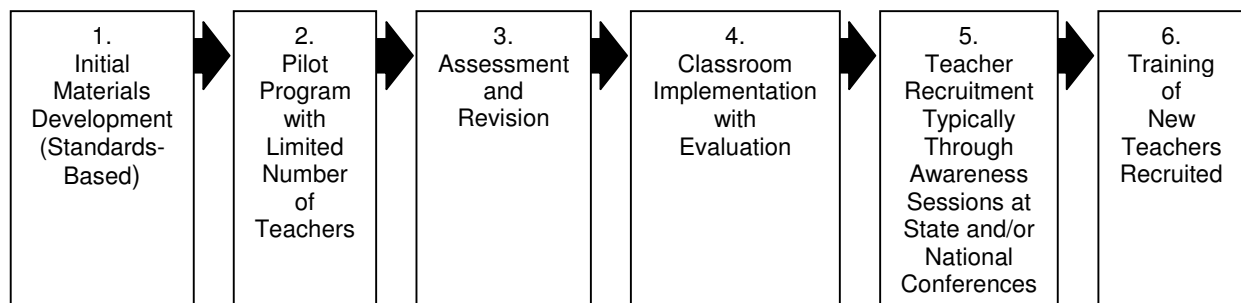 1.
Initial
Materials
Development
(Standards-
Based)
2.
Pilot
Program
with
Limited
Number
of
Teachers
3.
Assessment
and
Revision
4.
Classroom
Implementation
with
Evaluation
5.
Teacher
Recruitment
Typically
Through
Awareness
Sessions at
State and/or
National
Conferences
6.
Training
of
New
Teachers
Recruited